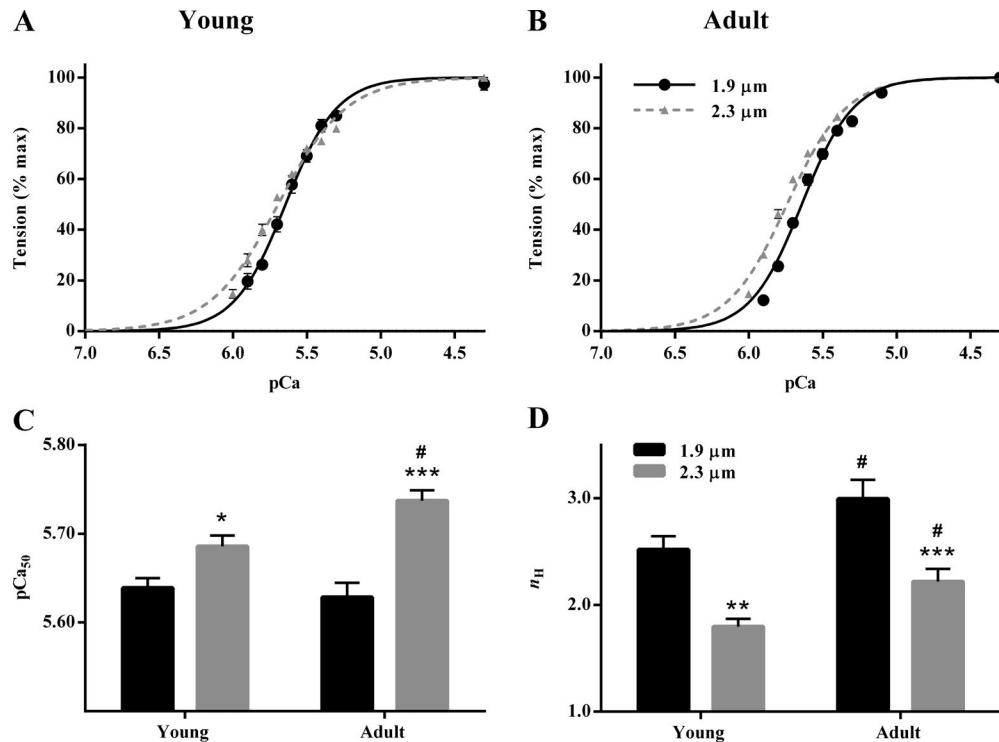 A Young
B Adult
Tension (% max)
100
80
60
40
20
0
7.0 6.5 6.0 5.5 5.0 4.5
pCa
Tension (% max)
100
80
60
40
20
0
1.9 μm
2.3 μm
7.0 6.5 6.0 5.5 5.0 4.5
pCa
C
pCa50
5.80
5.70
5.60
*
#
***
Young Adult
D
nH
3.0
2.0
1.0
1.9 μm
2.3 μm
**
#
#
***
Young Adult